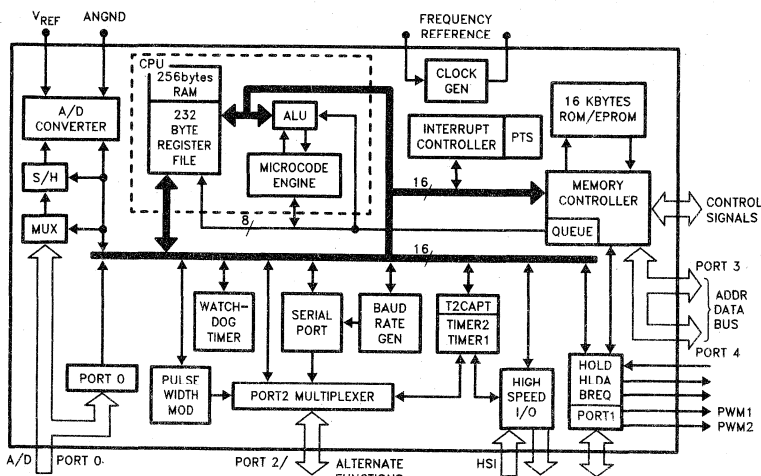 VREF
ANGND
FREQUENCY
REFERENCE
CPU
256bytes
RAM
232
BYTE
REGISTER
FILE
ALU
MICROCODE
ENGINE
CLOCK
GEN
A/D
CONVERTER
S/H
MUX
INTERRUPT
CONTROLLER
PTS
16 KBYTES
ROM/EPROM
MEMORY
CONTROLLER
QUEUE
CONTROL
SIGNALS
16/
8/
16/
PORT 3
ADDR
DATA
BUS
PORT 4
WATCH-
DOG
TIMER
SERIAL
PORT
BAUD
RATE
GEN
T2CAPT
TIMER2
TIMER1
PORT 0
PULSE
WIDTH
MOD
PORT2 MULTIPLEXER
HIGH
SPEED
I/O
HOLD
HLDA
BREQ
PORT1
PWM1
PWM2
A/D
PORT 0
PORT 2/
ALTERNATE
FUNCTIONS
HSI